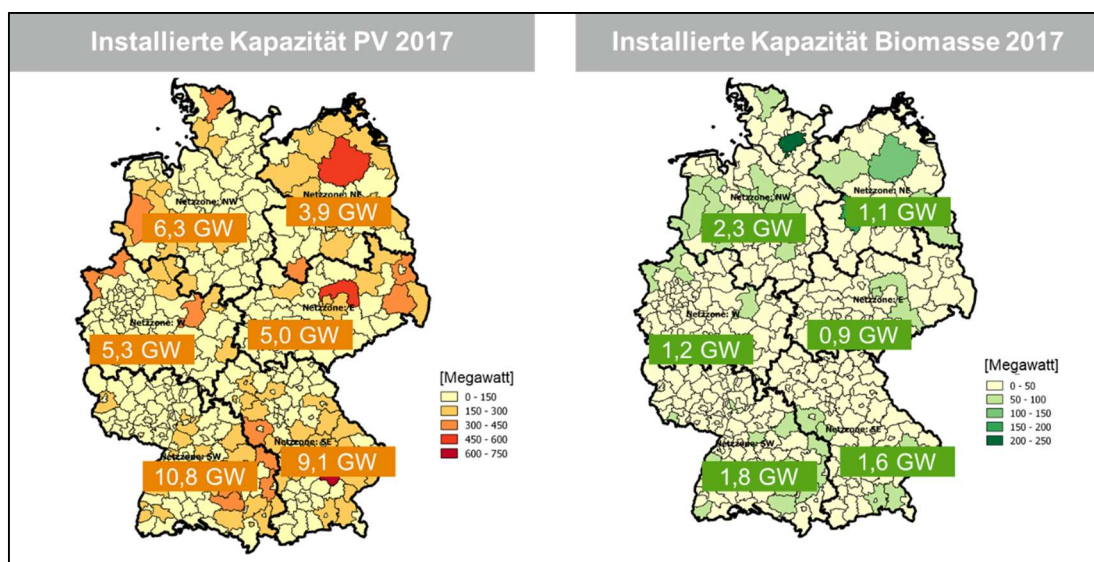 Installierte Kapazität PV 2017
Netzzone: NW
6,3 GW
Netzzone: NE
3,9 GW
Netzzone: W
5,3 GW
Netzzone: E
5,0 GW
Netzzone: SW
10,8 GW
Netzzone: SE
9,1 GW
[Megawatt]
0 - 150
150 - 300
300 - 450
450 - 600
600 - 750
Installierte Kapazität Biomasse 2017
Netzzone: NW
2,3 GW
Netzzone: NE
1,1 GW
Netzzone: W
1,2 GW
Netzzone: E
0,9 GW
Netzzone: SW
1,8 GW
Netzzone: SE
1,6 GW
[Megawatt]
0 - 50
50 - 100
100 - 150
150 - 200
200 - 250